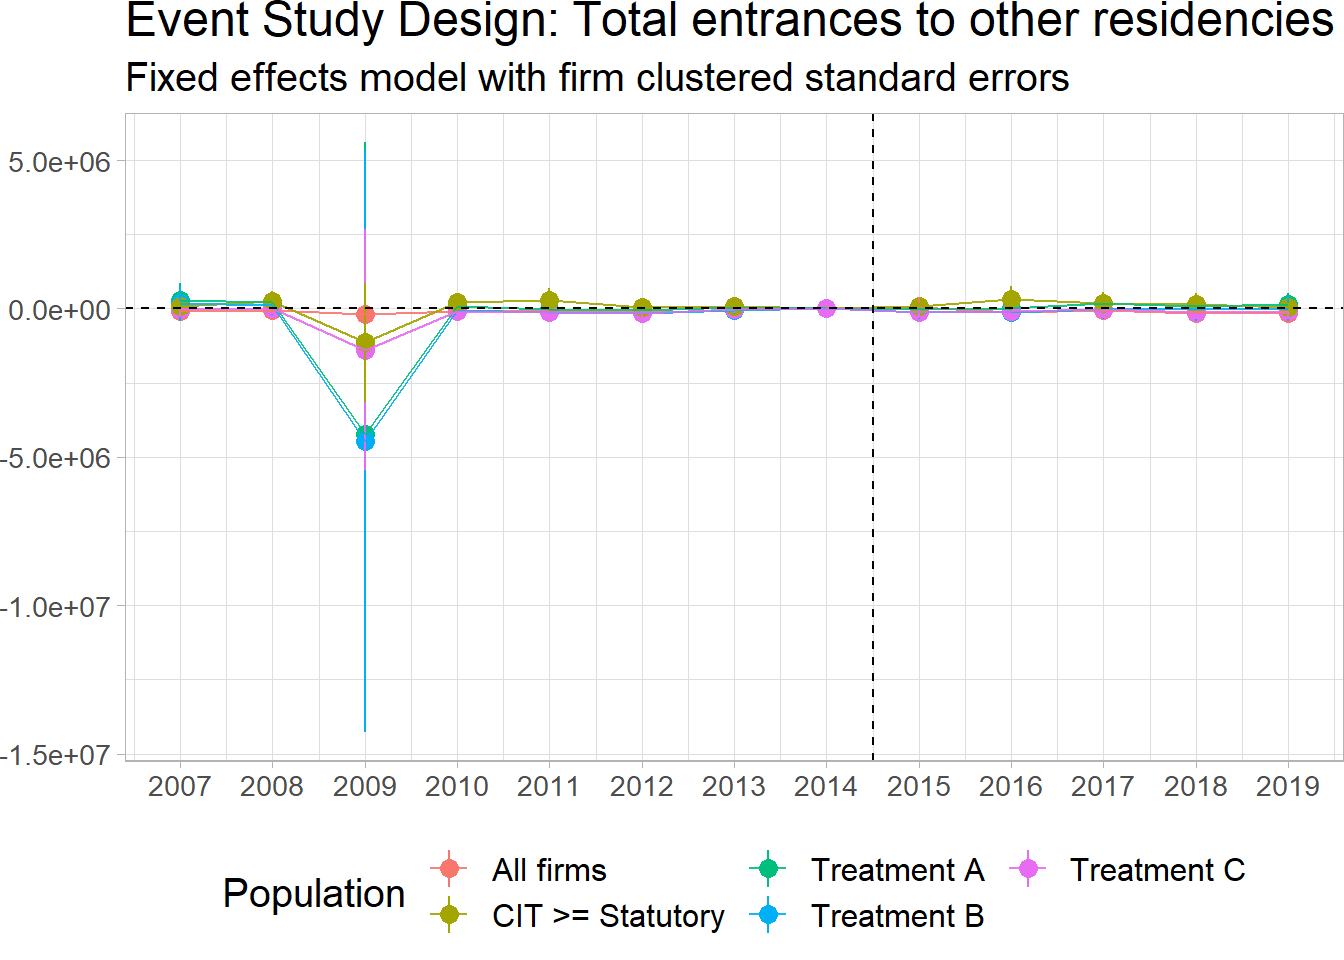 Event Study Design: Total entrances to other residencies
Fixed effects model with firm clustered standard errors
5.0e+06
0.0e+00
-5.0e+06
-1.0e+07
-1.5e+07
2007 2008 2009 2010 2011 2012 2013 2014 2015 2016 2017 2018 2019
Population
All firms
CIT >= Statutory
Treatment A
Treatment B
Treatment C